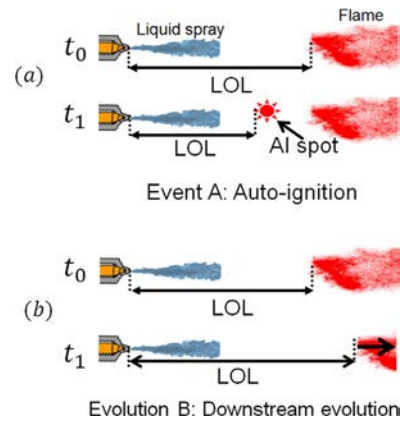 Liquid spray
Flame
t0
LOL
(a)
t1
LOL
AI spot
Event A: Auto-ignition
t0
LOL
(b)
t1
LOL
Evolution B: Downstream evolution